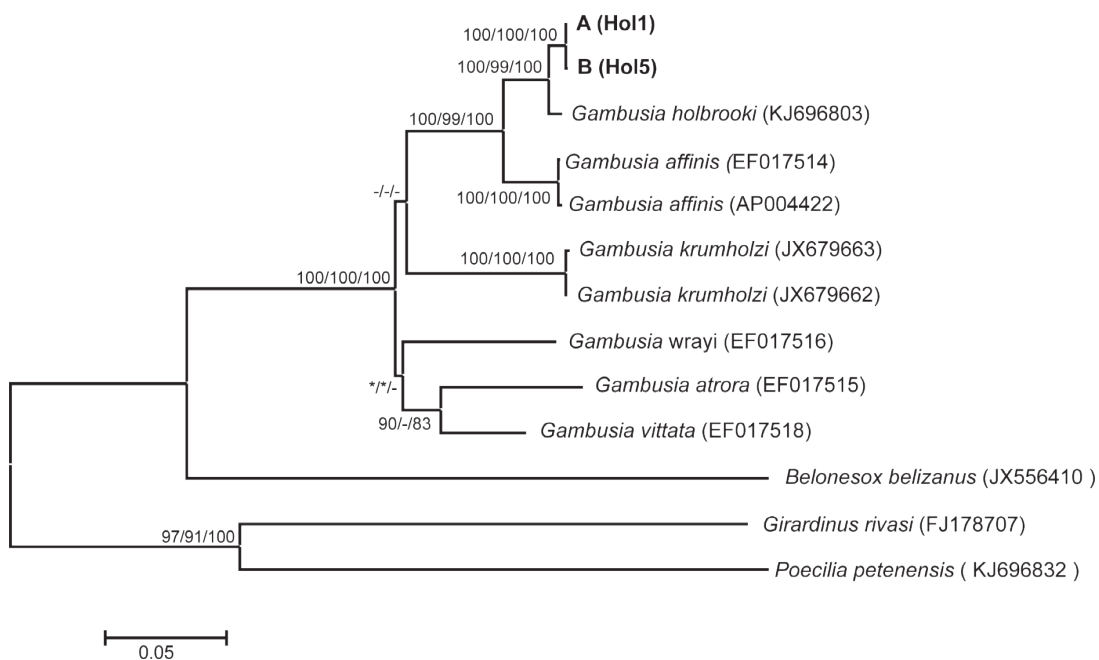 100/100/100
A (Hol1)
100/99/100
B (Hol5)
Gambusia holbrooki (KJ696803)
100/99/100
Gambusia affinis (EF017514)
100/100/100
Gambusia affinis (AP004422)
-/-/-
Gambusia krumholzi (JX679663)
100/100/100
100/100/100
Gambusia krumholzi (JX679662)
Gambusia wrayi (EF017516)
*/*/-
Gambusia atrora (EF017515)
90/-/83
Gambusia vittata (EF017518)
Belonesox belizanus (JX556410 )
Girardinus rivasi (FJ178707)
97/91/100
Poecilia petenensis ( KJ696832 )
0.05